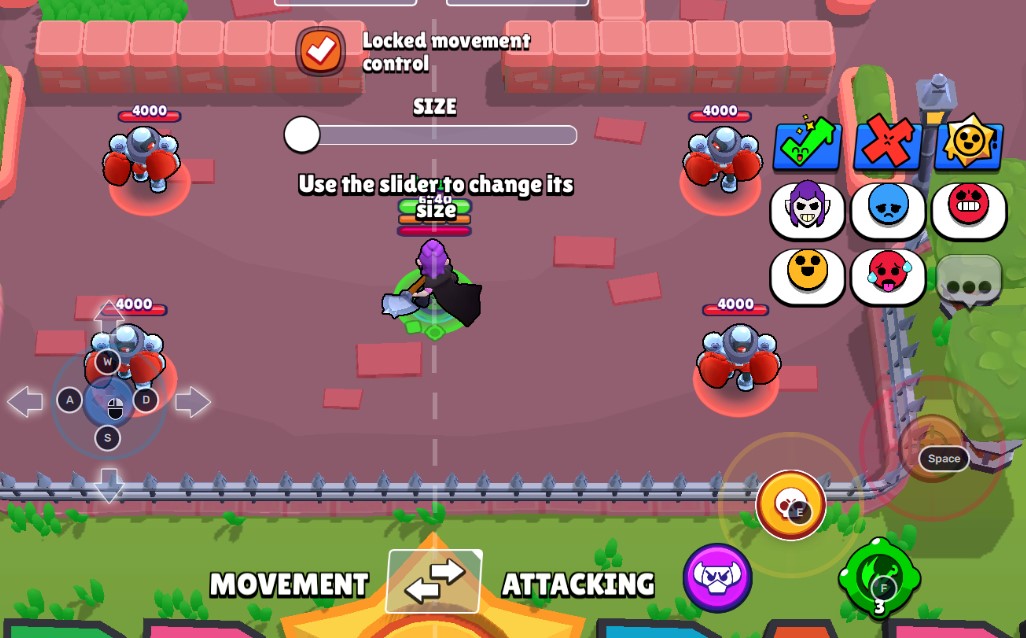 Locked movement
control
4000
4000
SIZE
Use the slider to change its
size
4000
4000
W
A
D
S
Space
E
MOVEMENT
ATTACKING
F
3